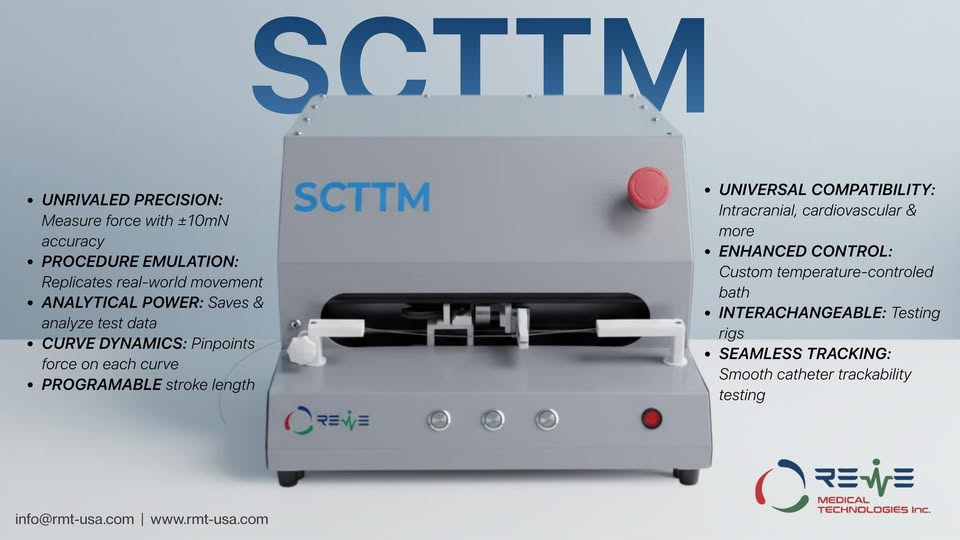 SCTTM
SCTTM
• UNRIVALED PRECISION:
Measure force with ±10mN
accuracy
• PROCEDURE EMULATION:
Replicates real-world movement
• ANALYTICAL POWER: Saves &
analyze test data
• CURVE DYNAMICS: Pinpoints
force on each curve
• PROGRAMABLE stroke length
• UNIVERSAL COMPATIBILITY:
Intracranial, cardiovascular &
more
• ENHANCED CONTROL:
Custom temperature-controled
bath
• INTERCHANGEABLE: Testing
rigs
• SEAMLESS TRACKING:
Smooth catheter trackability
testing
REVIVE
REVIVE
MEDICAL
TECHNOLOGIES Inc.
info@rmt-usa.com | www.rmt-usa.com